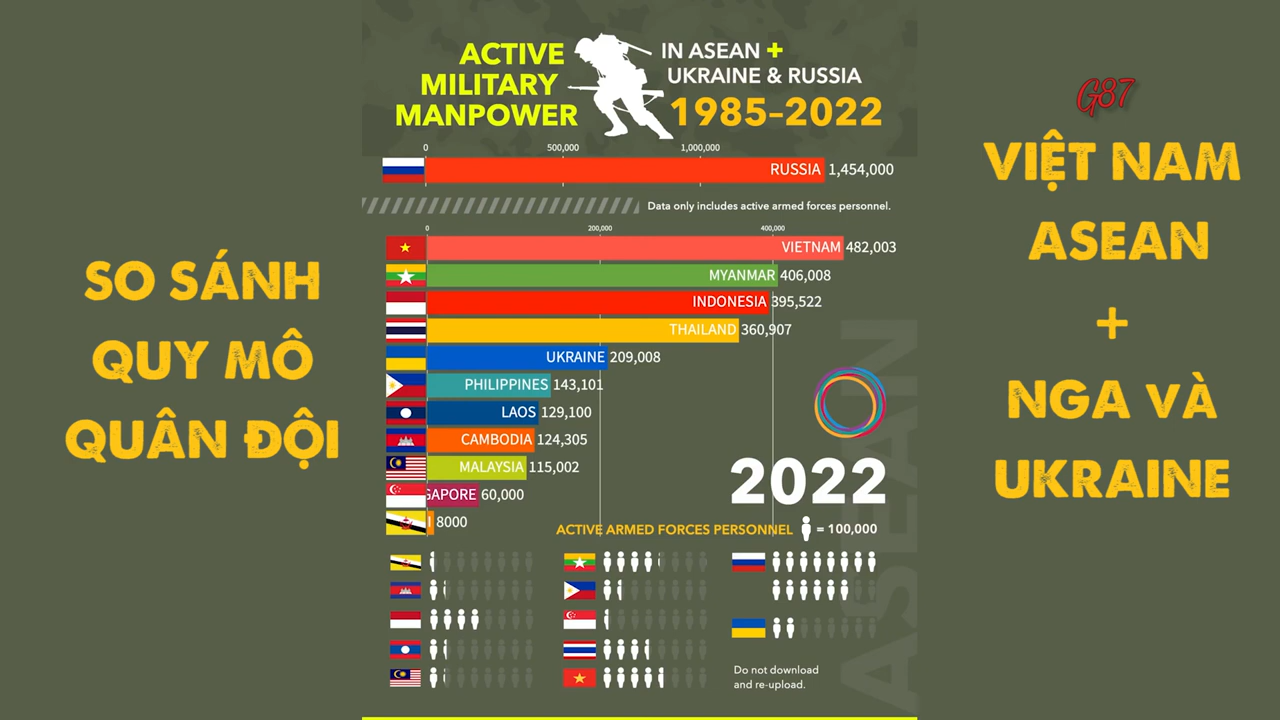 ACTIVE
MILITARY
MANPOWER
IN ASEAN +
UKRAINE & RUSSIA
1985–2022
G87
VIỆT NAM
ASEAN
+
NGA VÀ
UKRAINE
SO SÁNH
QUY MÔ
QUÂN ĐỘI
0 500,000 1,000,000
RUSSIA 1,454,000
Data only includes active armed forces personnel.
0 200,000 400,000
VIETNAM 482,003
MYANMAR 406,008
INDONESIA 395,522
THAILAND 360,907
UKRAINE 209,008
PHILIPPINES 143,101
LAOS 129,100
CAMBODIA 124,305
MALAYSIA 115,002
GAPORE 60,000
I 8000
2022
ACTIVE ARMED FORCES PERSONNEL = 100,000
ASEAN
Do not download
and re-upload.